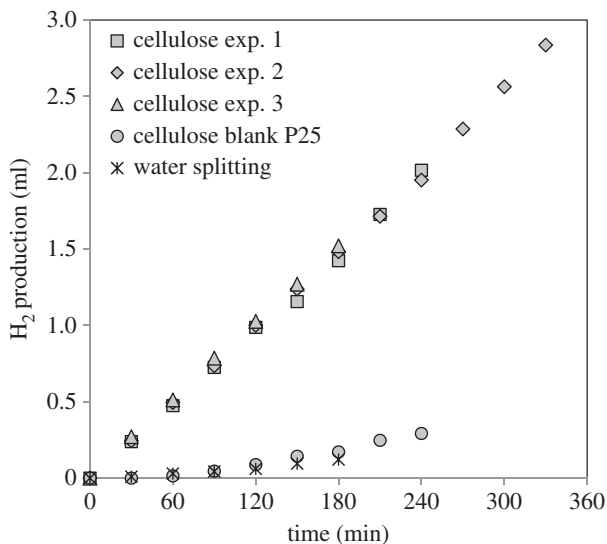 3.0
2.5
2.0
1.5
1.0
0.5
0
H2 production (ml)
cellulose exp. 1
cellulose exp. 2
cellulose exp. 3
cellulose blank P25
water splitting
0 60 120 180 240 300 360
time (min)